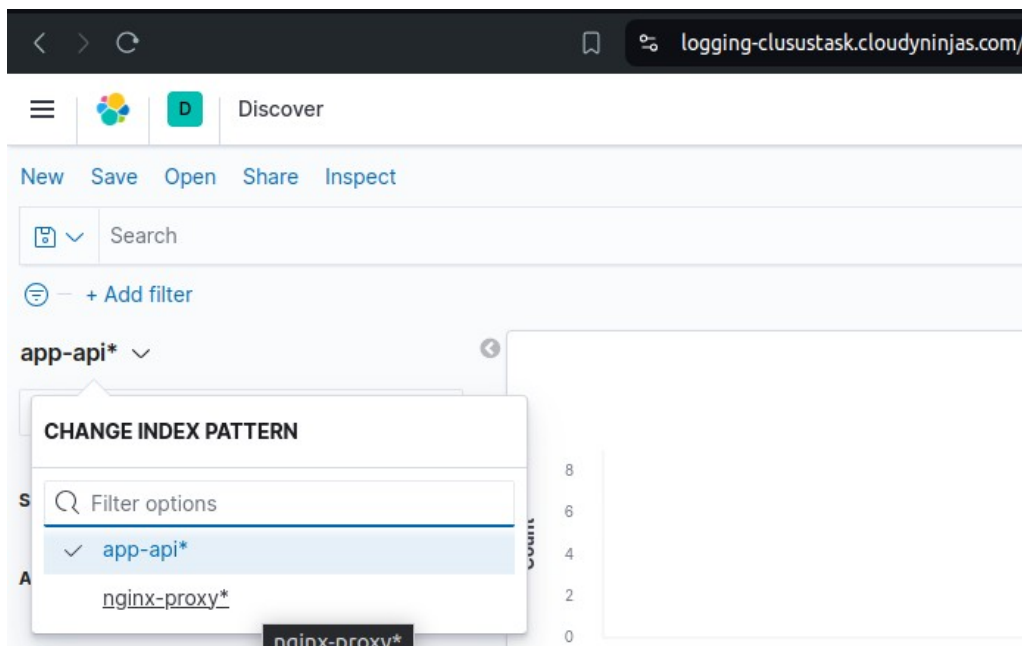 logging-clusustask.cloudyninjas.com/
D Discover
New Save Open Share Inspect
Search
+ Add filter
app-api*
CHANGE INDEX PATTERN
Filter options
app-api*
nginx-proxy*
nginx-proxy*
S
A
Count
8
6
4
2
0